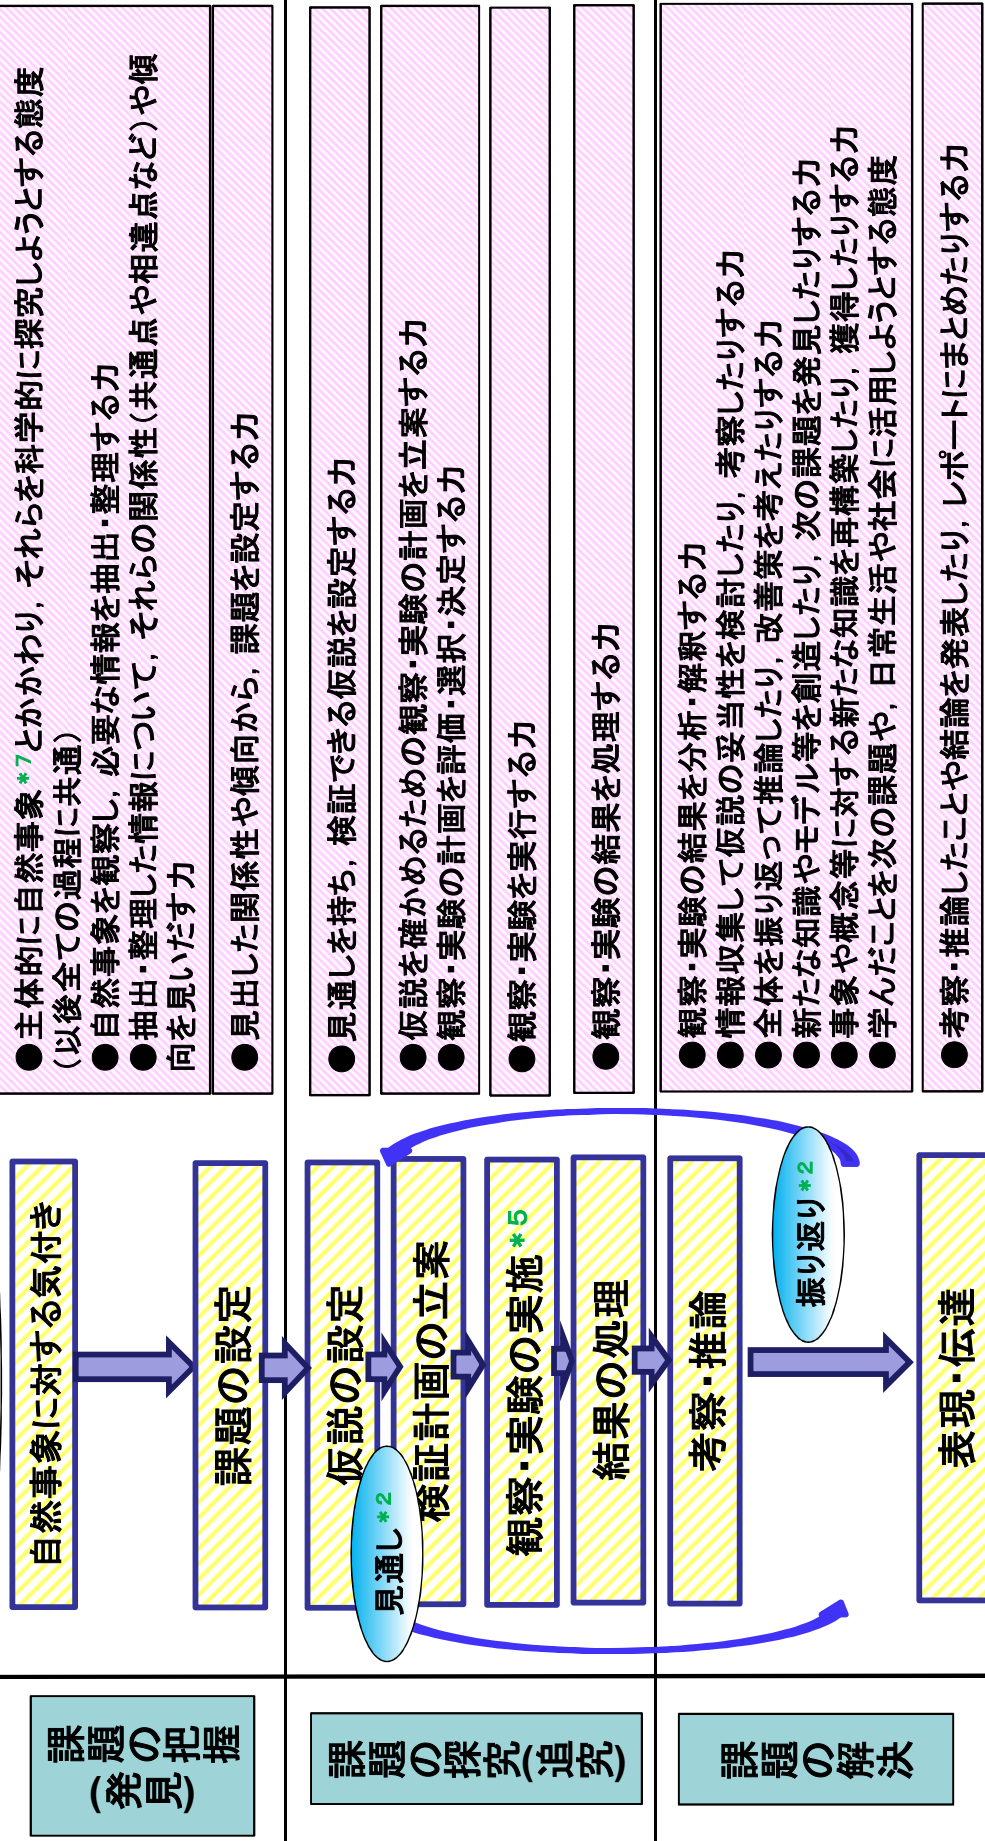 課題の把握
(発見)
自然事象に対する気付き
●主体的に自然事象*7とかかわり，それらを科学的に探究しようとする態度
(以後全ての過程に共通)
●自然事象を観察し，必要な情報を抽出・整理する力
●抽出・整理した情報について，それらの関係性(共通点や相違点など)や傾
向を見いだす力
課題の設定
●見出した関係性や傾向から，課題を設定する力
課題の探究(追究)
仮説の設定
●見通しを持ち，検証できる仮説を設定する力
見通し*2
検証計画の立案
●仮説を確かめるための観察・実験の計画を立案する力
●観察・実験の計画を評価・選択・決定する力
観察・実験の実施*5
●観察・実験を実行する力
結果の処理
●観察・実験の結果を処理する力
課題の解決
考察・推論
●観察・実験の結果を分析・解釈する力
●情報収集して仮説の妥当性を検討したり，考察したりする力
●全体を振り返って推論したり，改善策を考えたりする力
●新たな知識やモデル等を創造したり，次の課題を発見したりする力
●事象や概念等に対する新たな知識を再構築したり，獲得したりする力
●学んだことを次の課題や，日常生活や社会に活用しようとする態度
振り返り*2
表現・伝達
●考察・推論したことや結論を発表したり，レポートにまとめたりする力